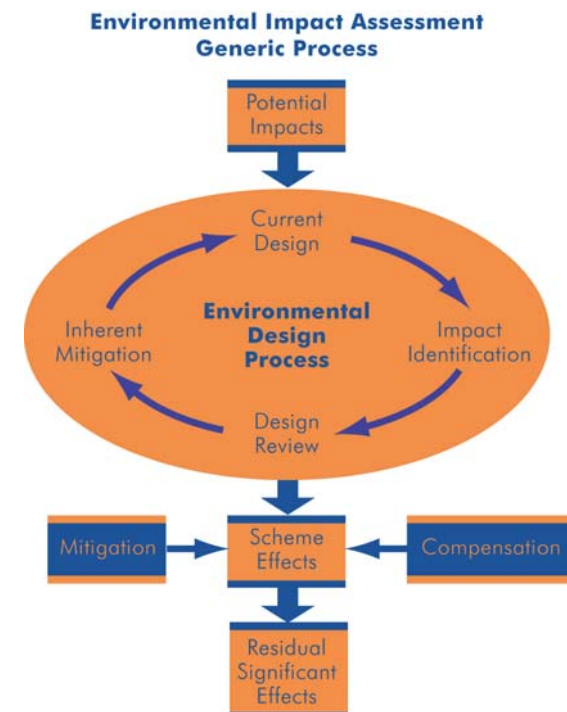 Environmental Impact Assessment
Generic Process
Potential
Impacts
Current
Design
Environmental
Design
Process
Inherent
Mitigation
Impact
Identification
Design
Review
Mitigation
Scheme
Effects
Compensation
Residual
Significant
Effects